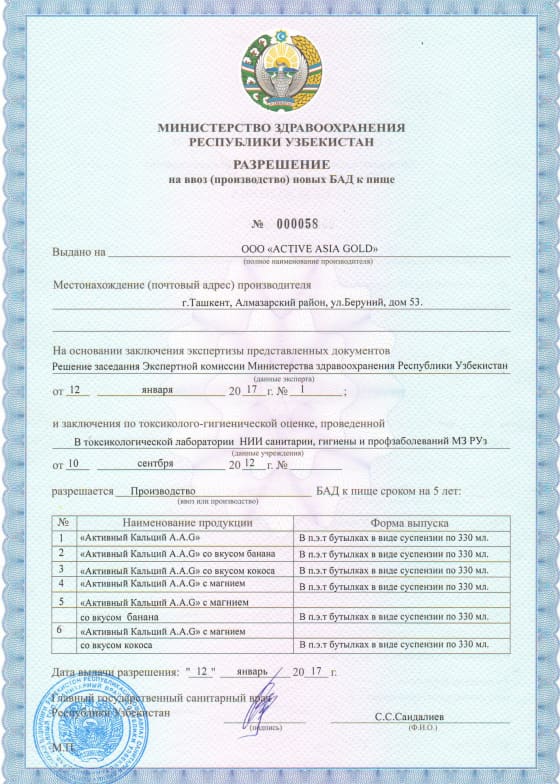 МИНИСТЕРСТВО ЗДРАВООХРАНЕНИЯ
РЕСПУБЛИКИ УЗБЕКИСТАН
РАЗРЕШЕНИЕ
на ввоз (производство) новых БАД к пище
№ 000058
Выдано на ООО «ACTIVE ASIA GOLD»
(полное наименование производителя)
Местонахождение (почтовый адрес) производителя
г.Ташкент, Алмазарский район, ул.Беруний, дом 53.
На основании заключения экспертизы представленных документов
Решение заседания Экспертной комиссии Министерства здравоохранения Республики Узбекистан
(данные эксперта)
от 12 января 20 17 г. № 1 ;
и заключения по токсиколого-гигиенической оценке, проведенной
В токсикологической лаборатории НИИ санитарии, гигиены и профзаболеваний МЗ РУз
(данные учреждения)
от 10 сентбря 20 12 г. №
разрешается Производство БАД к пище сроком на 5 лет:
(ввоз или производство)
№ Наименование продукции Форма выпуска
1 «Активный Кальций A.A.G» В п.э.т бутылках в виде суспензии по 330 мл.
2 «Активный Кальций A.A.G» со вкусом банана В п.э.т бутылках в виде суспензии по 330 мл.
3 «Активный Кальций A.A.G» со вкусом кокоса В п.э.т бутылках в виде суспензии по 330 мл.
4 «Активный Кальций A.A.G» с магнием В п.э.т бутылках в виде суспензии по 330 мл.
5 «Активный Кальций A.A.G» с магнием
со вкусом банана В п.э.т бутылках в виде суспензии по 330 мл.
6 «Активный Кальций A.A.G» с магнием
со вкусом кокоса В п.э.т бутылках в виде суспензии по 330 мл.
Дата выдачи разрешения: "12" январь 20 17 г.
Главный государственный санитарный врач
Республики Узбекистан С.С.Саидалиев
(подпись) (Ф.И.О.)
М.П.